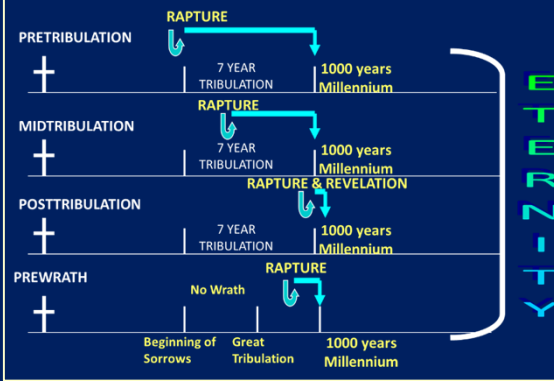 RAPTURE
PRETRIBULATION
7 YEAR
TRIBULATION
1000 years
Millennium
RAPTURE
MIDTRIBULATION
7 YEAR
TRIBULATION
1000 years
Millennium
RAPTURE & REVELATION
POSTTRIBULATION
7 YEAR
TRIBULATION
1000 years
Millennium
RAPTURE
PREWRATH
No Wrath
Beginning of
Sorrows
Great
Tribulation
1000 years
Millennium
ETERNITY